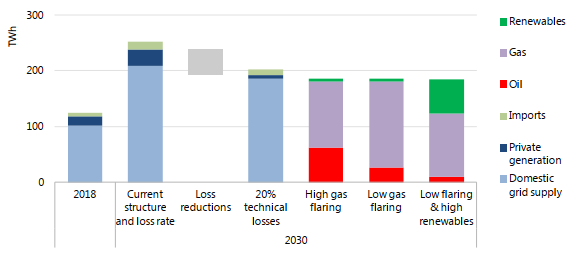 TWh
300
200
100
0
2018
Current
structure
and loss rate
Loss
reductions
20%
technical
losses
High gas
flaring
Low gas
flaring
Low flaring
& high
renewables
2030
Renewables
Gas
Oil
Imports
Private
generation
Domestic
grid supply